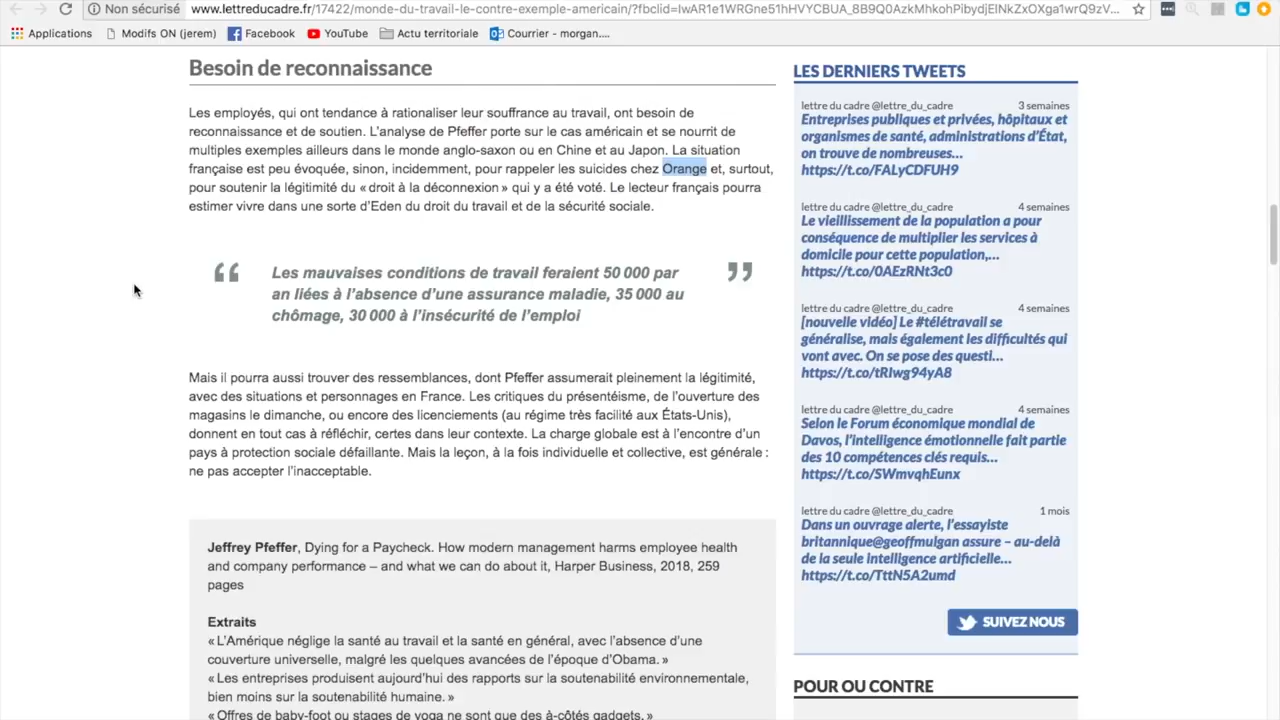 Non sécurisé
www.lettreducadre.fr/17422/monde-du-travail-le-contre-exemple-americain/?fbclid=IwAR1e1WRGne51hHVYCBUA_8B9Q0AzkMhkohPibydjElNkZxOXga1wrQ9zV...
Applications
Modifs ON (jerem)
Facebook
YouTube
Actu territoriale
Courrier - morgan....
Besoin de reconnaissance
Les employés, qui ont tendance à rationaliser leur souffrance au travail, ont besoin de
reconnaissance et de soutien. L'analyse de Pfeffer porte sur le cas américain et se nourrit de
multiples exemples ailleurs dans le monde anglo-saxon ou en Chine et au Japon. La situation
française est peu évoquée, sinon, incidemment, pour rappeler les suicides chez Orange et, surtout,
pour soutenir la légitimité du « droit à la déconnexion » qui y a été voté. Le lecteur français pourra
estimer vivre dans une sorte d'Eden du droit du travail et de la sécurité sociale.
“ Les mauvaises conditions de travail feraient 50 000 par ”
an liées à l'absence d'une assurance maladie, 35 000 au
chômage, 30 000 à l'insécurité de l'emploi
Mais il pourra aussi trouver des ressemblances, dont Pfeffer assumerait pleinement la légitimité,
avec des situations et personnages en France. Les critiques du présentéisme, de l'ouverture des
magasins le dimanche, ou encore des licenciements (au régime très facilité aux États-Unis),
donnent en tout cas à réfléchir, certes dans leur contexte. La charge globale est à l'encontre d'un
pays à protection sociale défaillante. Mais la leçon, à la fois individuelle et collective, est générale :
ne pas accepter l'inacceptable.
Jeffrey Pfeffer, Dying for a Paycheck. How modern management harms employee health
and company performance – and what we can do about it, Harper Business, 2018, 259
pages
Extraits
« L'Amérique néglige la santé au travail et la santé en général, avec l'absence d'une
couverture universelle, malgré les quelques avancées de l'époque d'Obama. »
« Les entreprises produisent aujourd'hui des rapports sur la soutenabilité environnementale,
bien moins sur la soutenabilité humaine. »
« Offres de baby-foot ou stages de yoga ne sont que des à-côtés gadgets. »
LES DERNIERS TWEETS
lettre du cadre @lettre_du_cadre 3 semaines
Entreprises publiques et privées, hôpitaux et
organismes de santé, administrations d'État,
on trouve de nombreuses...
https://t.co/FALyCDFUH9
lettre du cadre @lettre_du_cadre 4 semaines
Le vieillissement de la population a pour
conséquence de multiplier les services à
domicile pour cette population,...
https://t.co/0AEzRNt3c0
lettre du cadre @lettre_du_cadre 4 semaines
[nouvelle vidéo] Le #télétravail se
généralise, mais également les difficultés qui
vont avec. On se pose des questi...
https://t.co/tRIwg94yA8
lettre du cadre @lettre_du_cadre 4 semaines
Selon le Forum économique mondial de
Davos, l'intelligence émotionnelle fait partie
des 10 compétences clés requis...
https://t.co/SWmvqhEunx
lettre du cadre @lettre_du_cadre 1 mois
Dans un ouvrage alerte, l'essayiste
britannique@geoffmulgan assure – au-delà
de la seule intelligence artificielle...
https://t.co/TttN5A2umd
SUIVEZ NOUS
POUR OU CONTRE